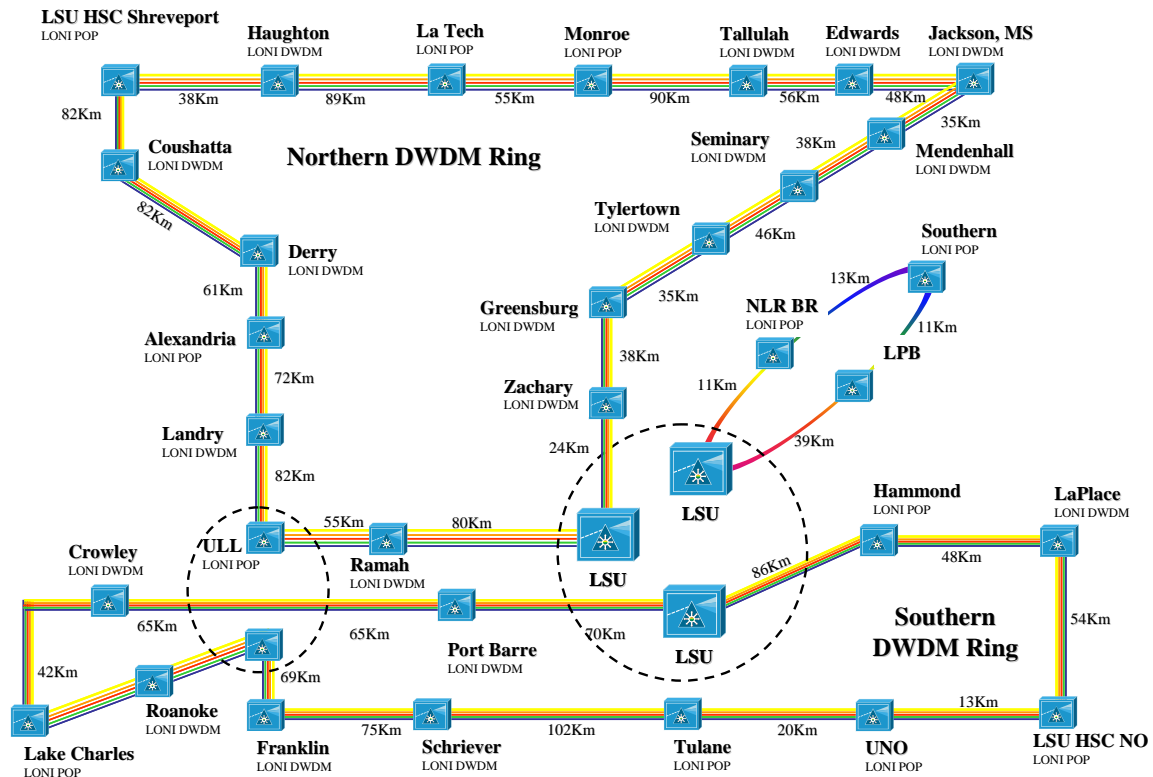 LSU HSC Shreveport
LONI POP
Haughton
LONI DWDM
La Tech
LONI POP
Monroe
LONI POP
Tallulah
LONI DWDM
Edwards
LONI DWDM
Jackson, MS
LONI DWDM
38Km
89Km
55Km
90Km
56Km
48Km
82Km
35Km
Coushatta
LONI DWDM
Northern DWDM Ring
Seminary
LONI DWDM
38Km
Mendenhall
LONI DWDM
82Km
Tylertown
LONI DWDM
46Km
Southern
LONI POP
Derry
LONI DWDM
61Km
35Km
13Km
Greensburg
LONI DWDM
NLR BR
LONI POP
11Km
Alexandria
LONI POP
38Km
LPB
72Km
Zachary
LONI DWDM
11Km
Landry
LONI DWDM
39Km
24Km
82Km
LSU
Hammond
LONI POP
LaPlace
LONI DWDM
55Km
80Km
ULL
LONI POP
Ramah
LONI DWDM
LSU
86Km
48Km
Crowley
LONI DWDM
65Km
65Km
70Km
Port Barre
LONI DWDM
LSU
Southern
DWDM Ring
54Km
42Km
69Km
Roanoke
LONI DWDM
75Km
102Km
20Km
13Km
Lake Charles
LONI POP
Franklin
LONI DWDM
Schriever
LONI DWDM
Tulane
LONI POP
UNO
LONI POP
LSU HSC NO
LONI POP